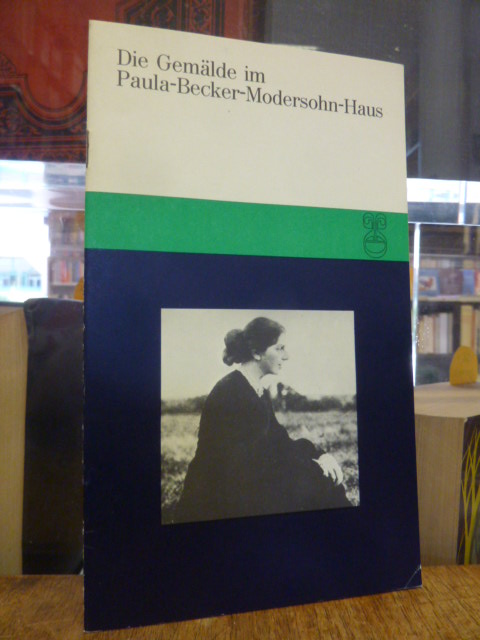 Die Gemälde im
Paula-Becker-Modersohn-Haus